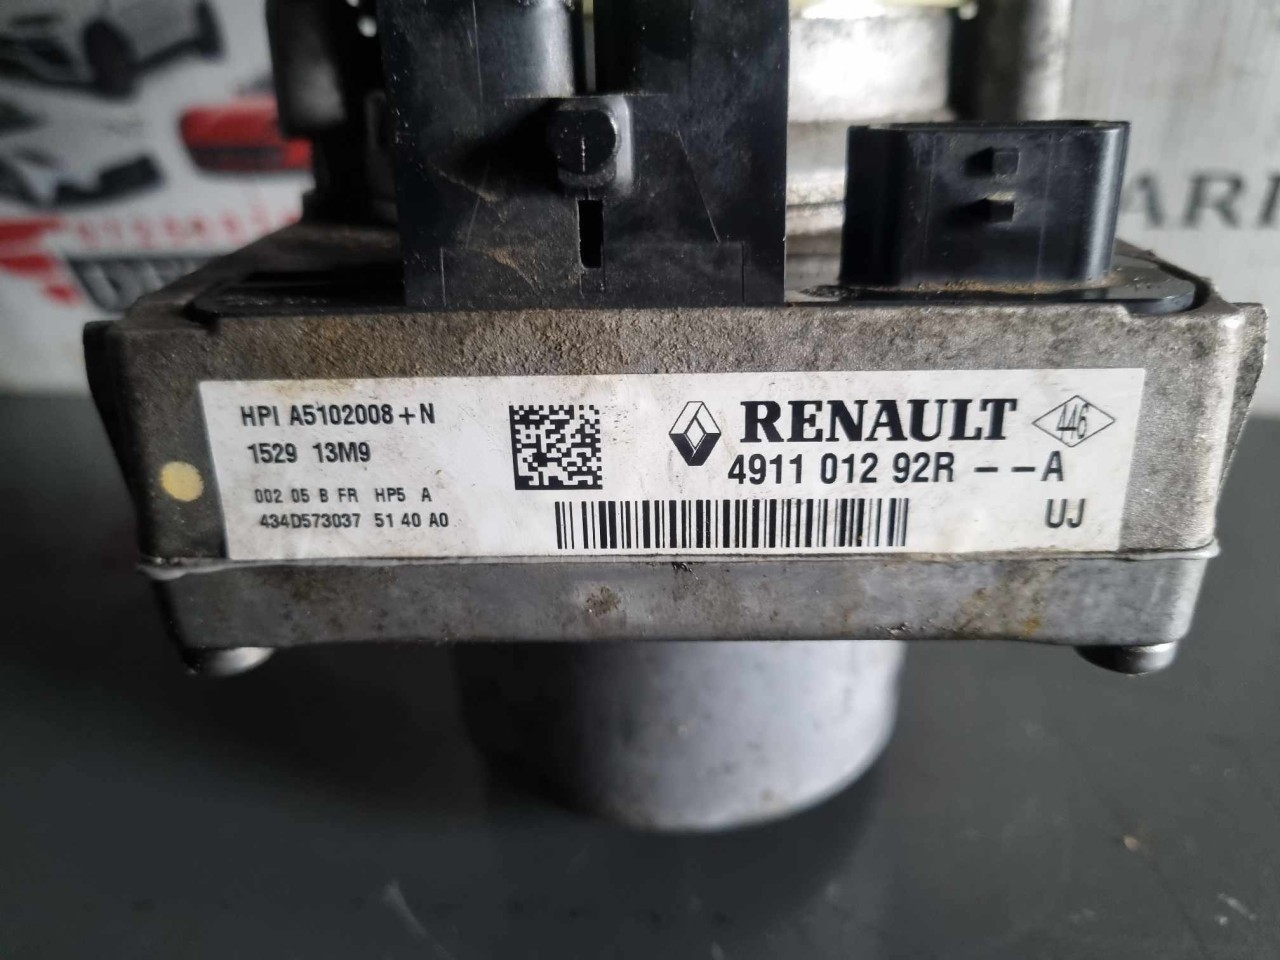 HPI A5102008+N
1529 13M9
002 05 B FR HP5 A
434D573037 51 40 A0
RENAULT
446
4911 012 92R --A
UJ